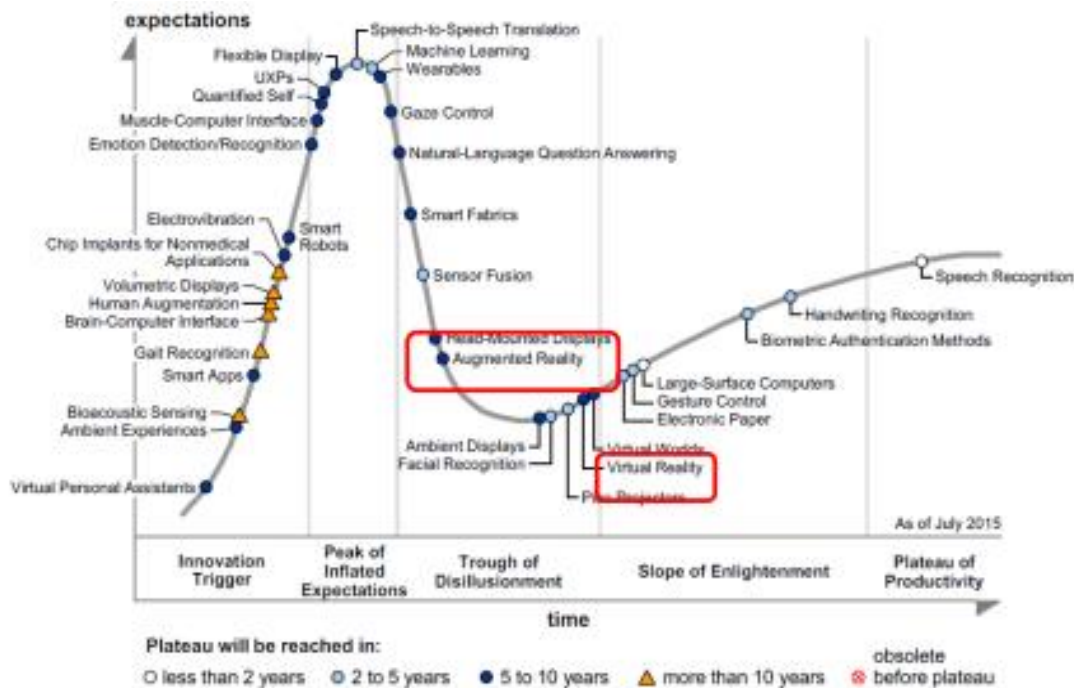 expectations
Speech-to-Speech Translation
Machine Learning
Flexible Display
Wearables
UXPs
Quantified Self
Gaze Control
Muscle-Computer Interface
Emotion Detection/Recognition
Natural-Language Question Answering
Smart Fabrics
Electrovibration
Smart
Robots
Chip Implants for Nonmedical
Applications
Sensor Fusion
Speech Recognition
Volumetric Displays
Human Augmentation
Brain-Computer Interface
Handwriting Recognition
Head-Mounted Displays
Biometric Authentication Methods
Gait Recognition
Augmented Reality
Smart Apps
Large-Surface Computers
Gesture Control
Electronic Paper
Bioacoustic Sensing
Ambient Experiences
Ambient Displays
Facial Recognition
Virtual Worlds
Virtual Reality
Virtual Personal Assistants
Pico Projectors
As of July 2015
Innovation
Trigger
Peak of
Inflated
Expectations
Trough of
Disillusionment
Slope of Enlightenment
Plateau of
Productivity
time
Plateau will be reached in:
less than 2 years
2 to 5 years
5 to 10 years
more than 10 years
obsolete
before plateau